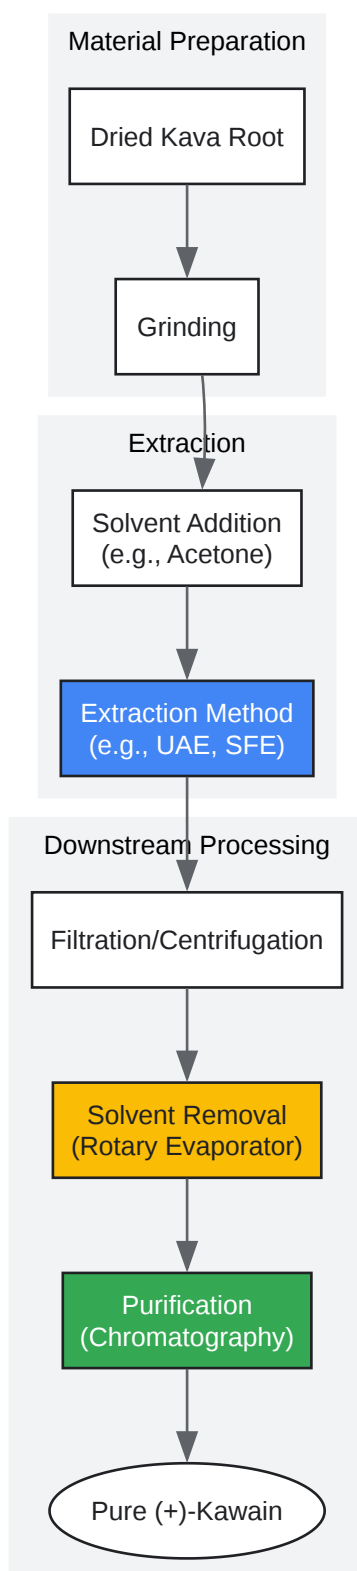 Material Preparation
Dried Kava Root
Grinding
Extraction
Solvent Addition
(e.g., Acetone)
Extraction Method
(e.g., UAE, SFE)
Downstream Processing
Filtration/Centrifugation
Solvent Removal
(Rotary Evaporator)
Purification
(Chromatography)
Pure (+)-Kawain